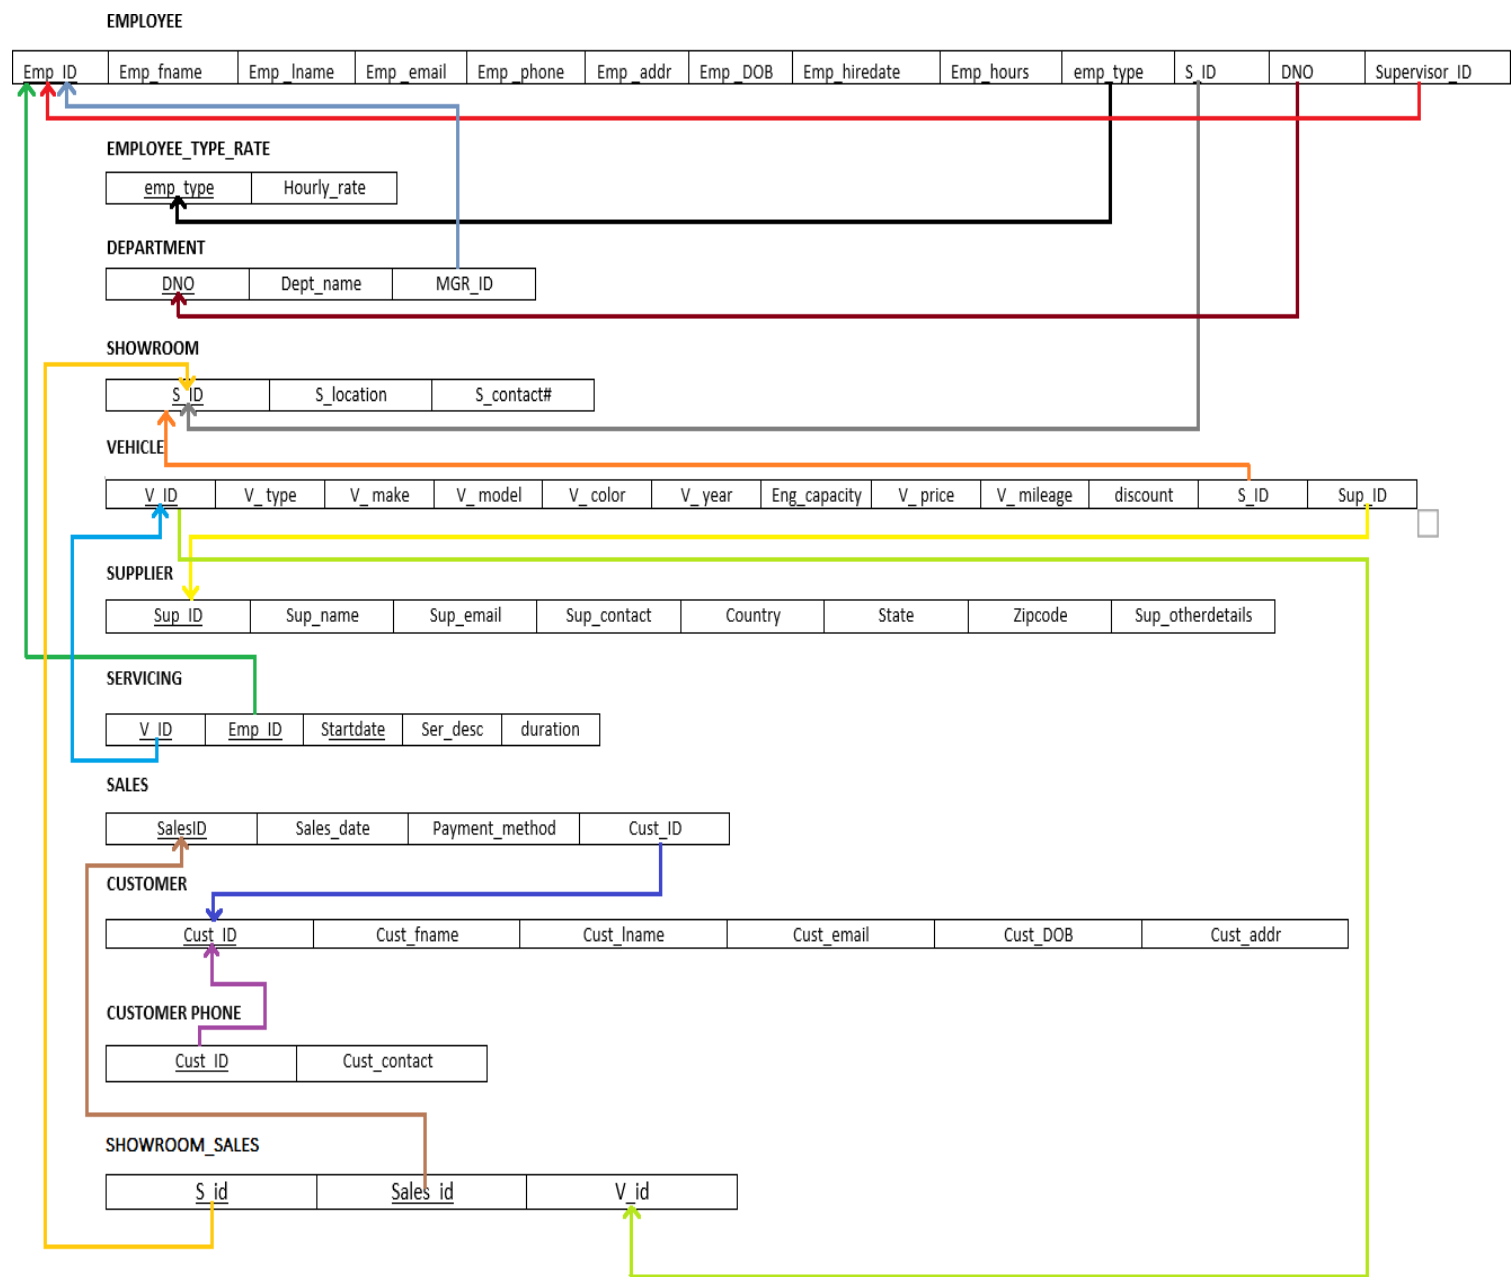 EMPLOYEE
Emp_ID Emp_fname Emp_lname Emp_email Emp_phone Emp_addr Emp_DOB Emp_hiredate Emp_hours emp_type S_ID DNO Supervisor_ID
EMPLOYEE_TYPE_RATE
emp_type Hourly_rate
DEPARTMENT
DNO Dept_name MGR_ID
SHOWROOM
S_ID S_location S_contact#
VEHICLE
V_ID V_type V_make V_model V_color V_year Eng_capacity V_price V_mileage discount S_ID Sup_ID
SUPPLIER
Sup_ID Sup_name Sup_email Sup_contact Country State Zipcode Sup_otherdetails
SERVICING
V_ID Emp_ID Startdate Ser_desc duration
SALES
SalesID Sales_date Payment_method Cust_ID
CUSTOMER
Cust_ID Cust_fname Cust_lname Cust_email Cust_DOB Cust_addr
CUSTOMER PHONE
Cust_ID Cust_contact
SHOWROOM_SALES
S_id Sales_id V_id